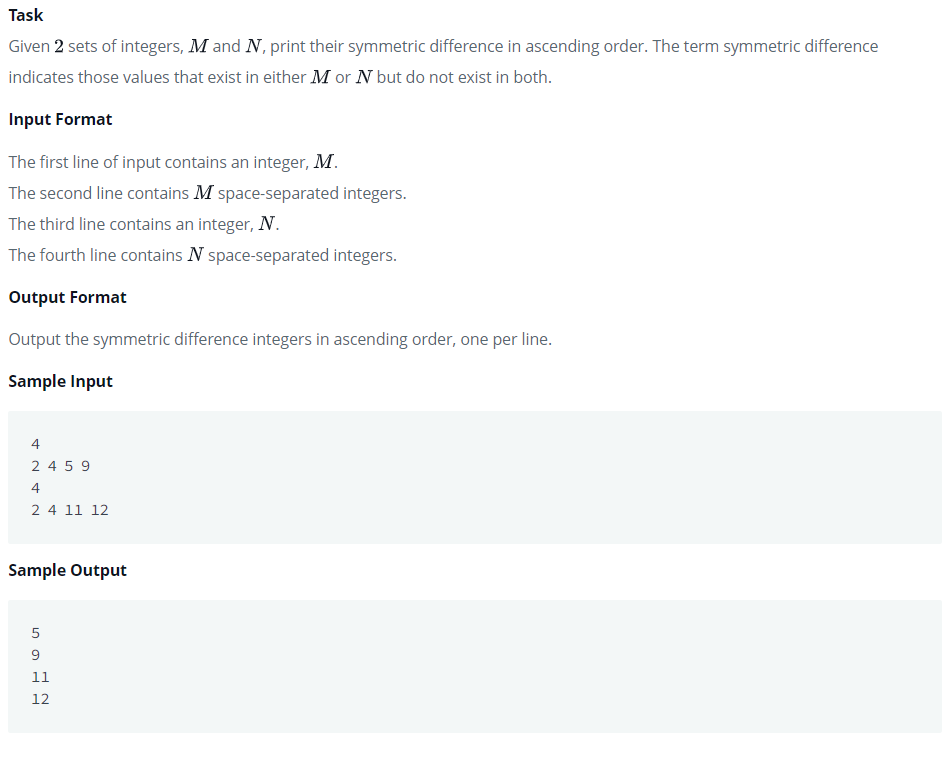 Task
Given 2 sets of integers, M and N, print their symmetric difference in ascending order. The term symmetric difference
indicates those values that exist in either M or N but do not exist in both.
Input Format
The first line of input contains an integer, M.
The second line contains M space-separated integers.
The third line contains an integer, N.
The fourth line contains N space-separated integers.
Output Format
Output the symmetric difference integers in ascending order, one per line.
Sample Input
4
2 4 5 9
4
2 4 11 12
Sample Output
5
9
11
12